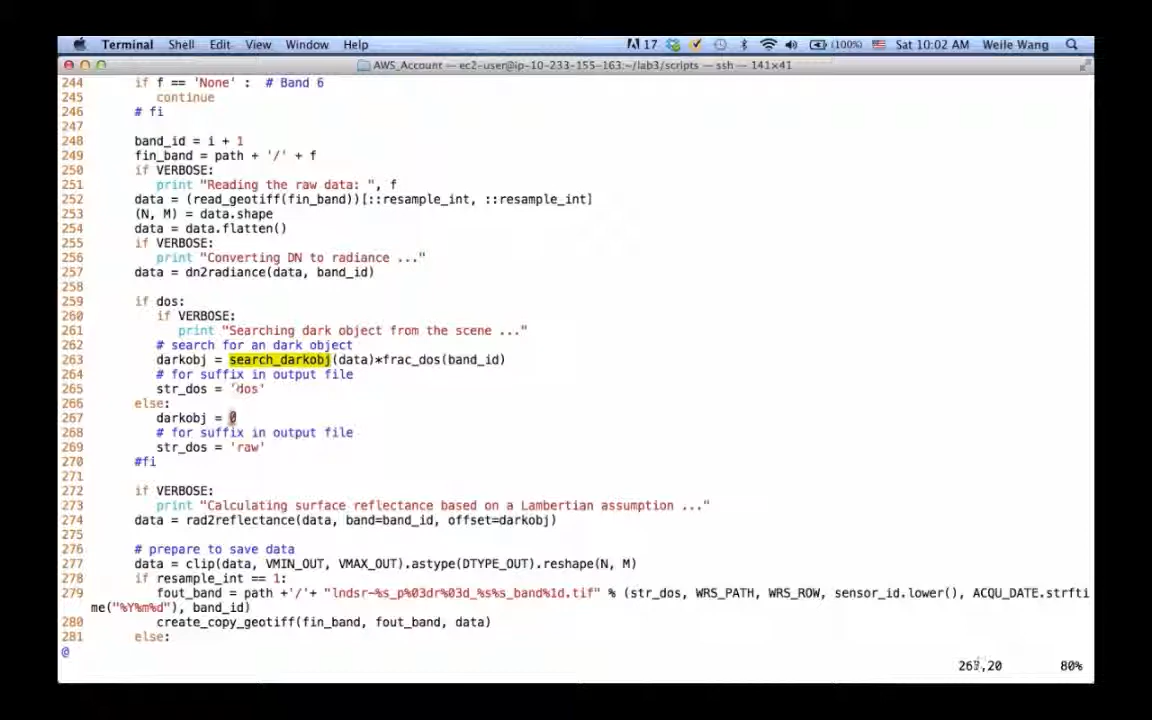 Terminal Shell Edit View Window Help 17 (100%) Sat 10:02 AM Weile Wang
AWS_Account — ec2-user@ip-10-233-155-163:~/lab3/scripts — ssh — 141×41
244 if f == 'None' : # Band 6
245 continue
246 # fi
247
248 band_id = i + 1
249 fin_band = path + '/' + f
250 if VERBOSE:
251 print "Reading the raw data: ", f
252 data = (read_geotiff(fin_band))[::resample_int, ::resample_int]
253 (N, M) = data.shape
254 data = data.flatten()
255 if VERBOSE:
256 print "Converting DN to radiance ..."
257 data = dn2radiance(data, band_id)
258
259 if dos:
260 if VERBOSE:
261 print "Searching dark object from the scene ..."
262 # search for an dark object
263 darkobj = search_darkobj(data)*frac_dos(band_id)
264 # for suffix in output file
265 str_dos = 'dos'
266 else:
267 darkobj = 0
268 # for suffix in output file
269 str_dos = 'raw'
270 #fi
271
272 if VERBOSE:
273 print "Calculating surface reflectance based on a Lambertian assumption ..."
274 data = rad2reflectance(data, band=band_id, offset=darkobj)
275
276 # prepare to save data
277 data = clip(data, VMIN_OUT, VMAX_OUT).astype(DTYPE_OUT).reshape(N, M)
278 if resample_int == 1:
279 fout_band = path +'/'+ "lndsr-%s_p%03dr%03d_%s%s_band%1d.tif" % (str_dos, WRS_PATH, WRS_ROW, sensor_id.lower(), ACQU_DATE.strfti
me("%Y%m%d"), band_id)
280 create_copy_geotiff(fin_band, fout_band, data)
281 else:
@
267,20 80%